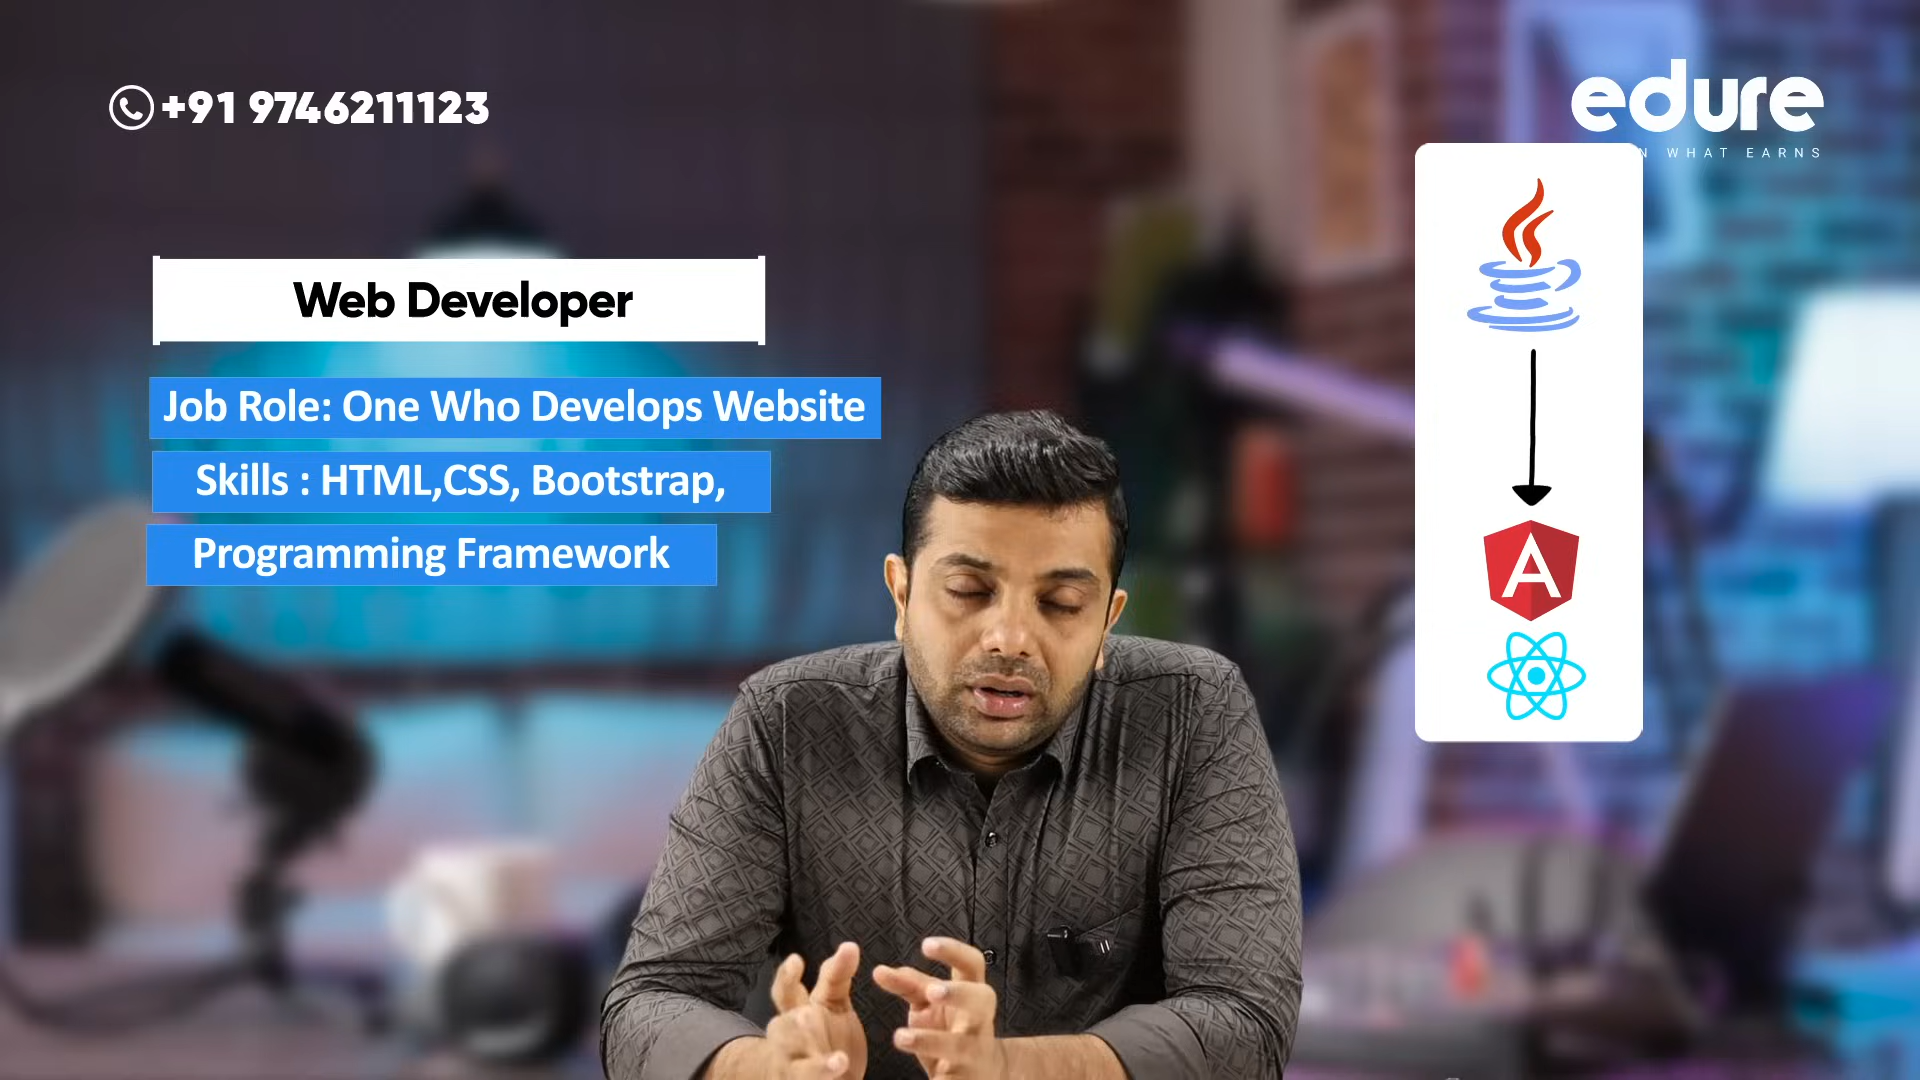 +91 9746211123
edure
N WHAT EARNS
Web Developer
Job Role: One Who Develops Website
Skills : HTML,CSS, Bootstrap,
Programming Framework
A